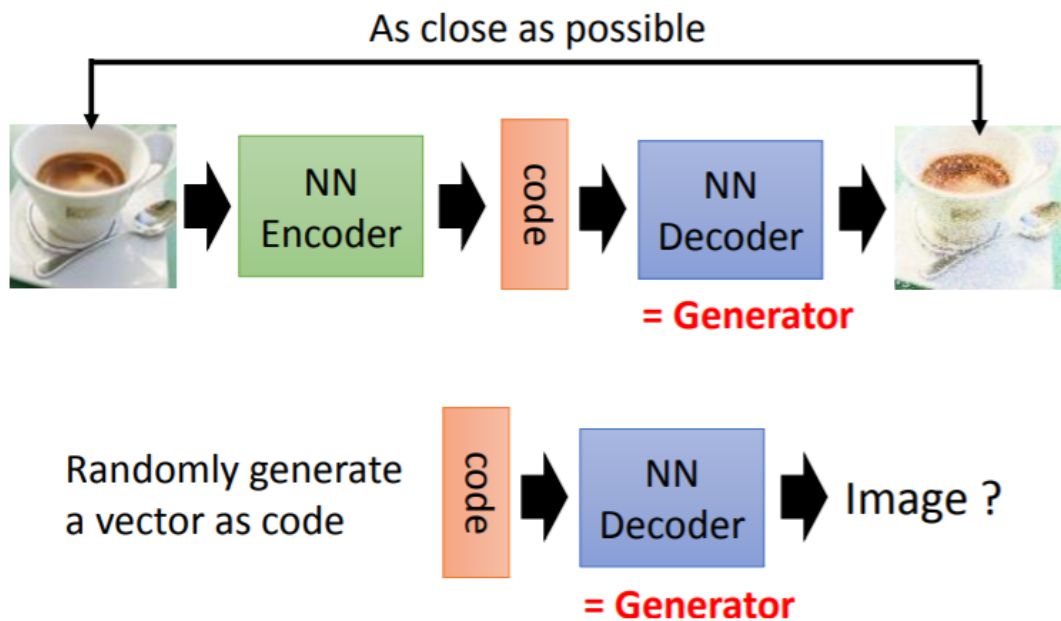 As close as possible
NN
Encoder
code
NN
Decoder
= Generator
Randomly generate
a vector as code
code
NN
Decoder
Image ?
= Generator